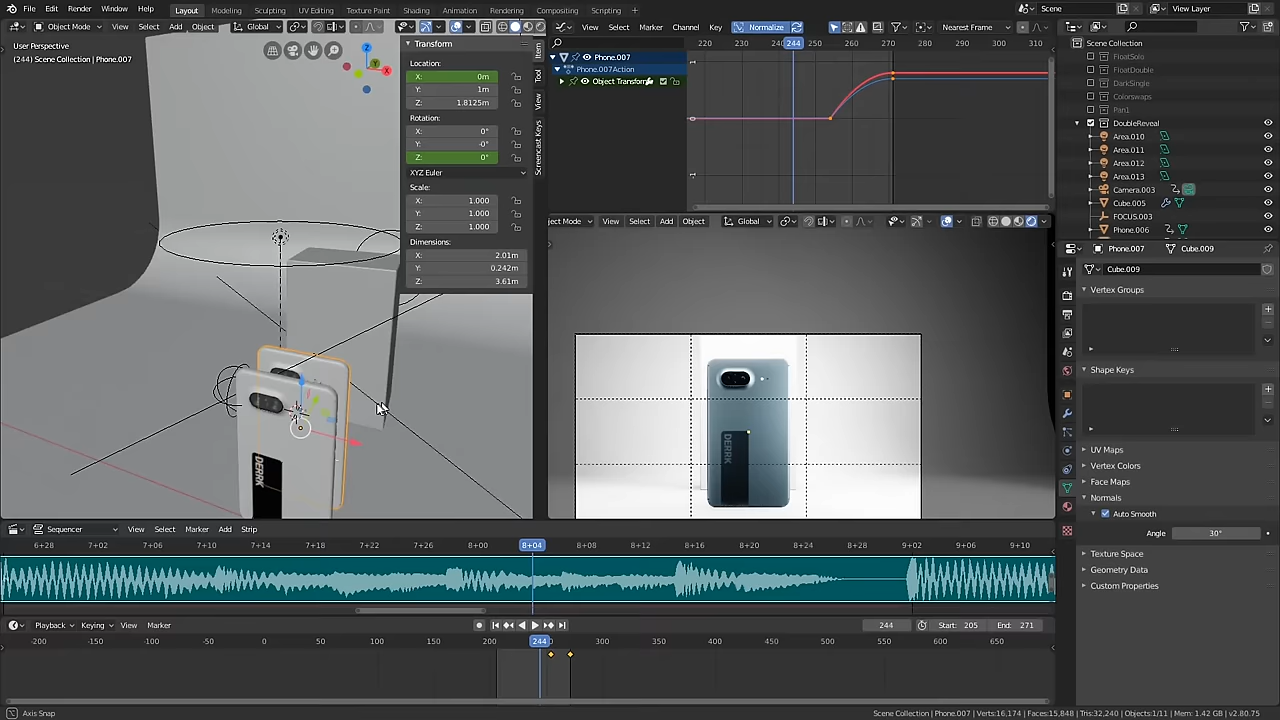 File Edit Render Window Help Layout Modeling Sculpting UV Editing Texture Paint Shading Animation Rendering Compositing Scripting Scene View Layer
Object Mode View Select Add Object Global
View Select Marker Channel Key Normalize Nearest Frame
User Perspective
(244) Scene Collection | Phone.007
Transform
Location:
X: 0m
Y: 1m
Z: 1.8125m
Rotation:
X: 0°
Y: -0°
Z: 0°
XYZ Euler
Scale:
X: 1.000
Y: 1.000
Z: 1.000
Dimensions:
X: 2.01m
Y: 0.242m
Z: 3.61m
Item
Tool
View
Screencast Keys
220 230 244 250 260 270 280 290 300 310
Phone.007
Phone.007Action
Object Transform
1
0
-1
Scene Collection
FloatSolo
FloatDouble
DarkSingle
Colorswaps
Pan1
DoubleReveal
Area.010
Area.011
Area.012
Area.013
Camera.003
Cube.005
FOCUS.003
Phone.006
ject Mode View Select Add Object Global
DERRK
DERRK
Phone.007 Cube.009
Cube.009
Vertex Groups
Shape Keys
UV Maps
Vertex Colors
Face Maps
Normals
Auto Smooth
Angle 30°
Texture Space
Geometry Data
Custom Properties
Sequencer View Select Marker Add Strip
6+28 7+02 7+06 7+10 7+14 7+18 7+22 7+26 8+00 8+04 8+08 8+12 8+16 8+20 8+24 8+28 9+02 9+06 9+10
Playback Keying View Marker 244 Start: 205 End: 271
-200 -150 -100 -50 0 50 100 150 200 244 300 350 400 450 500 550 600 650
Axis Snap
Scene Collection | Phone.007 | Verts:16,174 | Faces:15,848 | Tris:32,240 | Objects:1/11 | Mem: 1.42 GB | v2.80.75